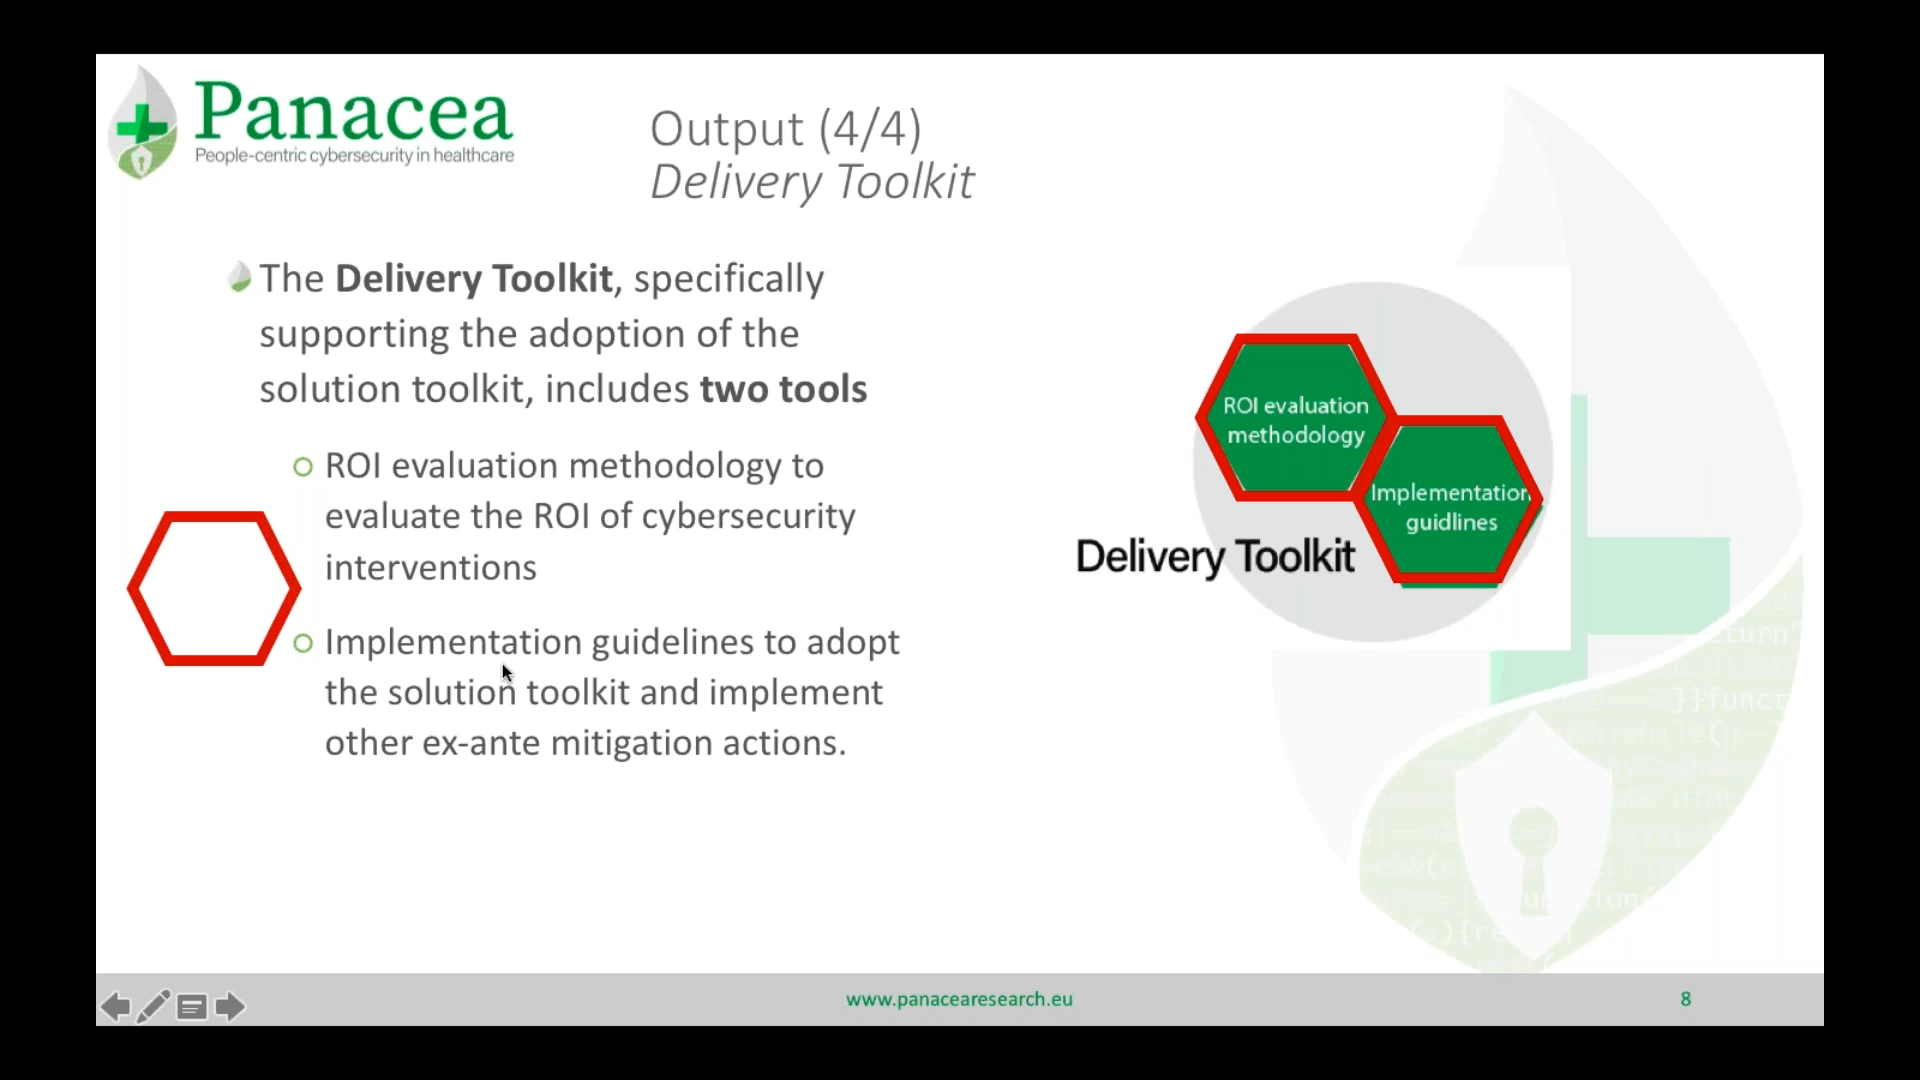 Panacea
People-centric cybersecurity in healthcare
Output (4/4)
Delivery Toolkit
The Delivery Toolkit, specifically
supporting the adoption of the
solution toolkit, includes two tools
ROI evaluation methodology to
evaluate the ROI of cybersecurity
interventions
Implementation guidelines to adopt
the solution toolkit and implement
other ex-ante mitigation actions.
ROI evaluation
methodology
Implementation
guidlines
Delivery Toolkit
www.panacearesearch.eu
8